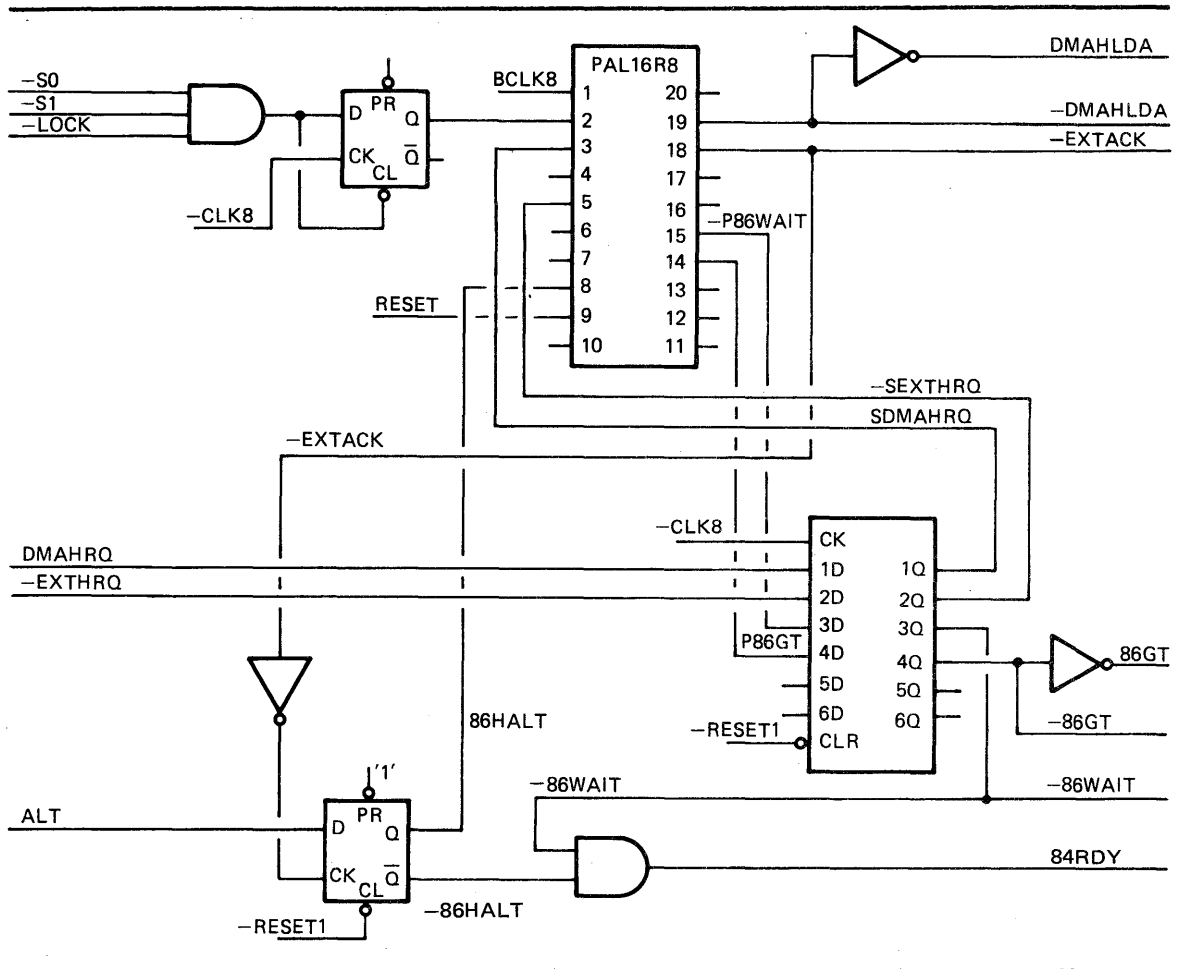 DMAHLDA
PAL16R8
BCLK8
1
20
-S0
-S1
-LOCK
D
PR
Q
CK
Q̅
CL
-CLK8
2
19
-DMAHLDA
3
18
-EXTACK
4
17
5
16
-P86WAIT
6
15
7
14
8
13
RESET
9
12
10
11
-SEXTHRQ
SDMAHRQ
-EXTACK
-CLK8
CK
DMAHRQ
1D
1Q
-EXTHRQ
2D
2Q
3D
3Q
P86GT
4D
4Q
86GT
5D
5Q
6D
6Q
86HALT
-RESET1
CLR
-86GT
'1'
-86WAIT
-86WAIT
ALT
D
PR
Q
84RDY
CK
Q̅
CL
-86HALT
-RESET1